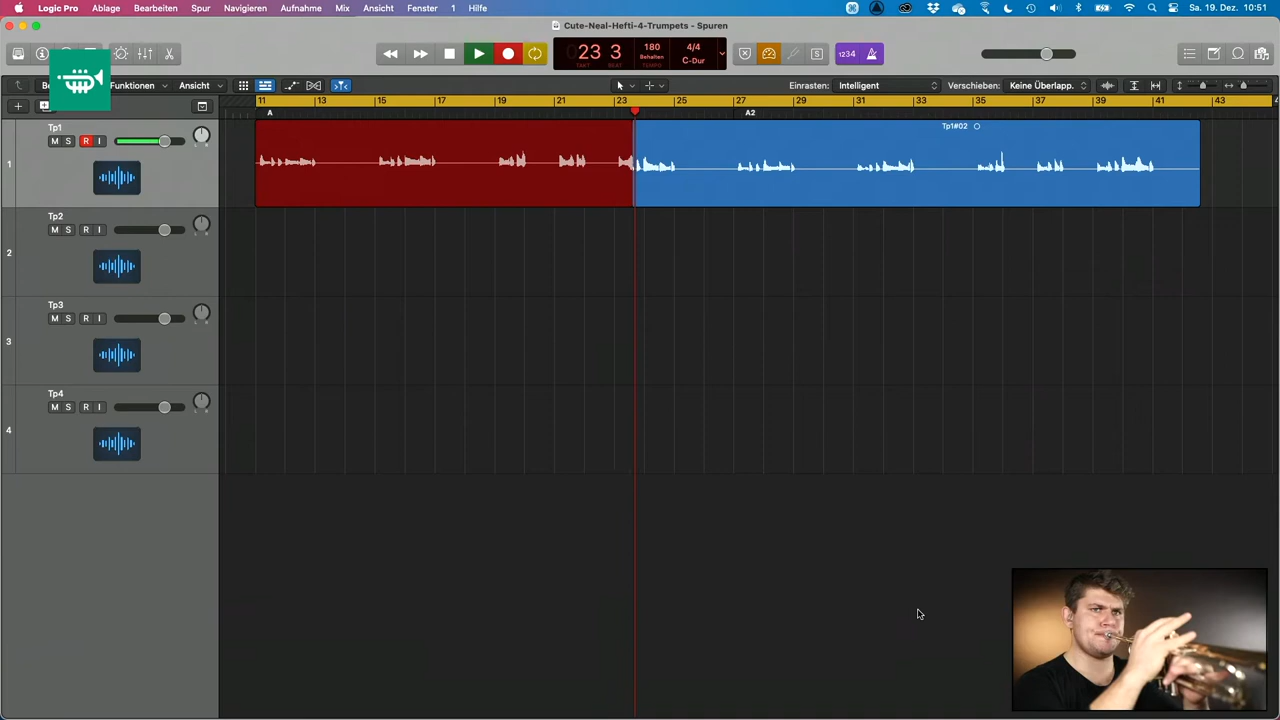 Logic Pro Ablage Bearbeiten Spur Navigieren Aufnahme Mix Ansicht 1 Fenster Hilfe Sa. 19. Dez. 10:51
Cute-Neal-Hefti-4-Trumpets - Spuren
23 3 180 4/4
Behalten C-Dur
TAKT BEAT TEMPO
1234
Funktionen Ansicht Einrasten: Intelligent Verschieben: Keine Überlapp.
11 13 15 17 19 21 23 25 27 29 31 33 35 37 39 41 43
A A2
Tp1 Tp1#02
M S R I
1
Tp2
M S R I
2
Tp3
M S R I
3
Tp4
M S R I
4